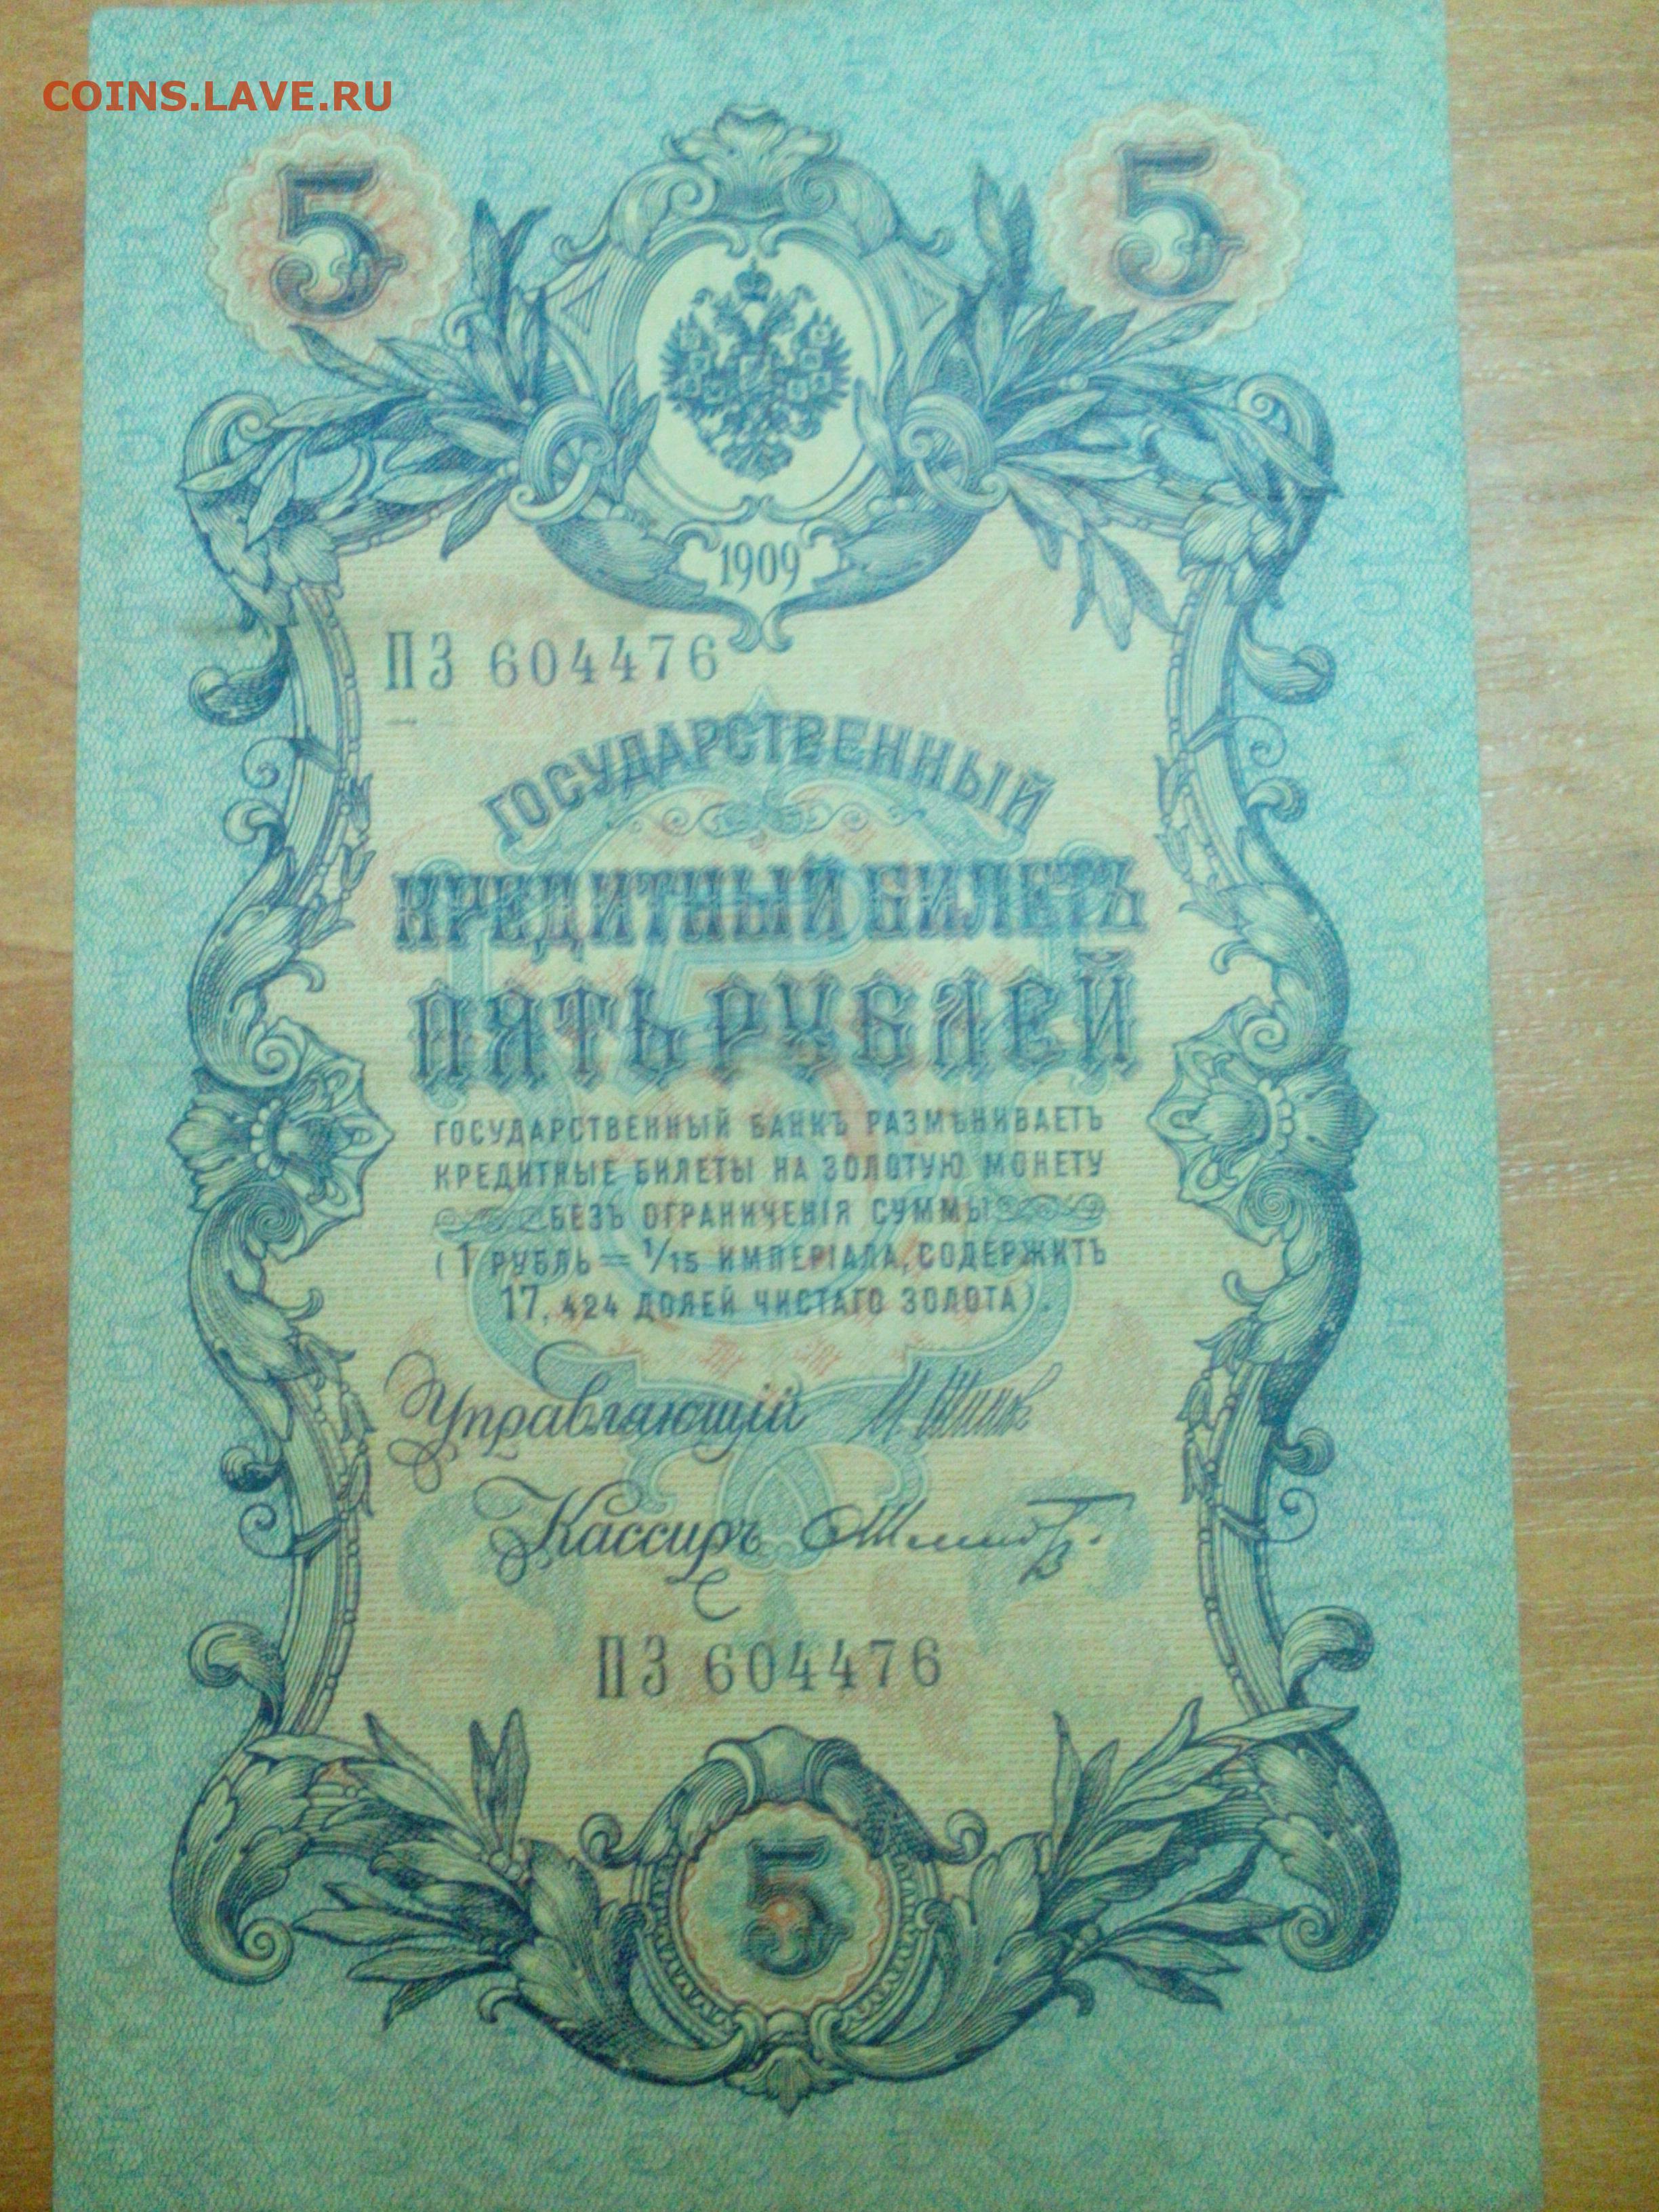 COINS.LAVE.RU
5 5
1909
ПЗ 604476
ГОСУДАРСТВЕННЫЙ
КРЕДИТНЫЙ БИЛЕТЪ
ПЯТЬ РУБЛЕЙ
ГОСУДАРСТВЕННЫЙ БАНКЪ РАЗМѢНИВАЕТЪ
КРЕДИТНЫЕ БИЛЕТЫ НА ЗОЛОТУЮ МОНЕТУ
БЕЗЪ ОГРАНИЧЕНІЯ СУММЫ
(1 РУБЛЬ = 1/15 ИМПЕРІАЛА, СОДЕРЖИТЪ
17,424 ДОЛЕЙ ЧИСТАГО ЗОЛОТА).
Управляющій
Кассиръ
ПЗ 604476
5